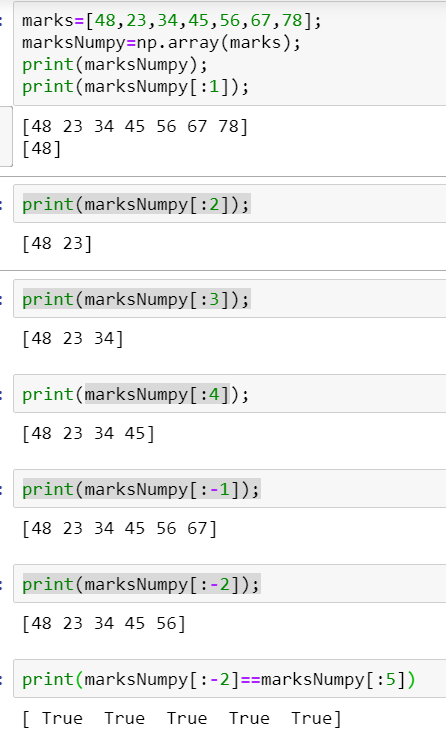 marks=[48,23,34,45,56,67,78];
marksNumpy=np.array(marks);
print(marksNumpy);
print(marksNumpy[:1]);
[48 23 34 45 56 67 78]
[48]
print(marksNumpy[:2]);
[48 23]
print(marksNumpy[:3]);
[48 23 34]
print(marksNumpy[:4]);
[48 23 34 45]
print(marksNumpy[:-1]);
[48 23 34 45 56 67]
print(marksNumpy[:-2]);
[48 23 34 45 56]
print(marksNumpy[:-2]==marksNumpy[:5])
[ True  True  True  True  True]